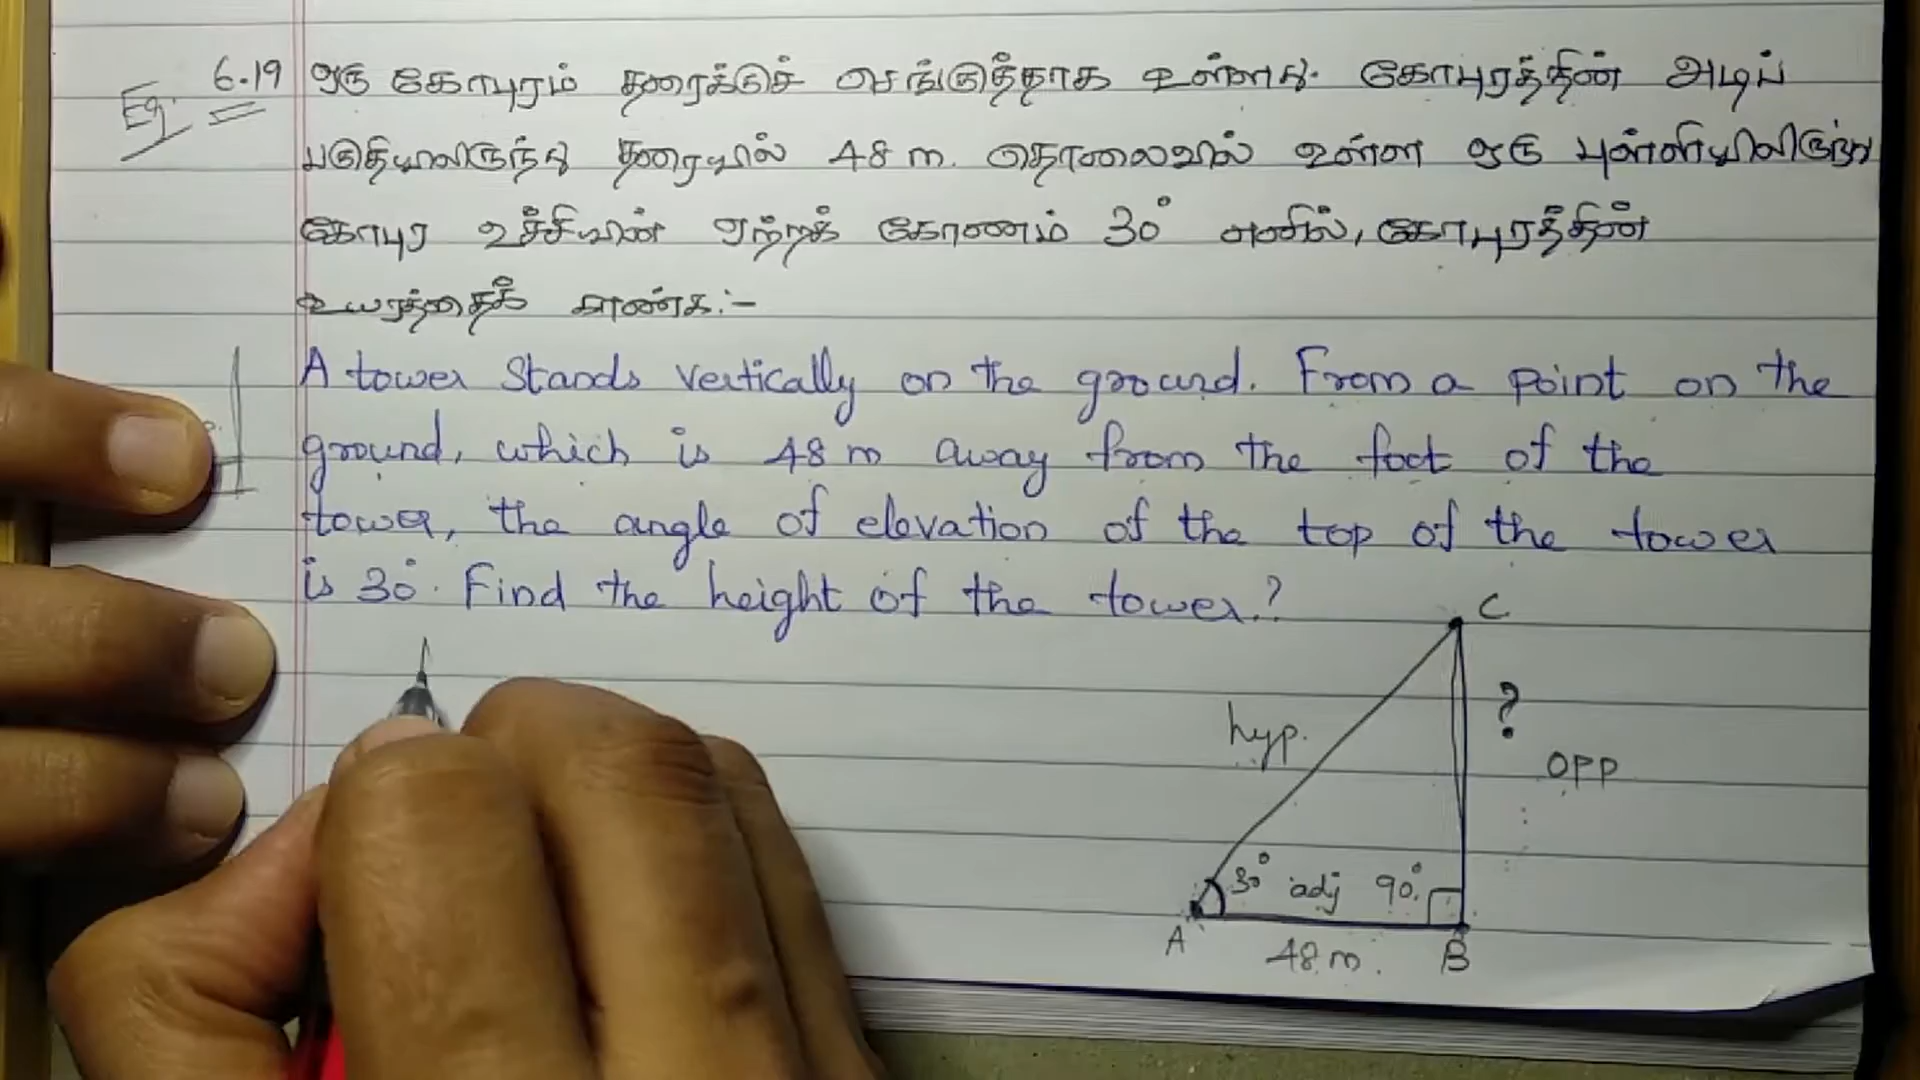 Eg. 6.19 ஒரு கோபுரம் தரைக்குச் செங்குத்தாக உள்ளது. கோபுரத்தின் அடிப்
பகுதியிலிருந்து தரையில் 48 m. தொலைவில் உள்ள ஒரு புள்ளியிலிருந்து
கோபுர உச்சியின் ஏற்றக் கோணம் 30° எனில், கோபுரத்தின்
உயரத்தைக் காண்க:-
A tower Stands vertically on the ground. From a point on the
ground, which is 48 m away from the foot of the
tower, the angle of elevation of the top of the tower
is 30°. Find the height of the tower.?
C
hyp.
?
OPP
30° adj 90°.
A
48 m.
B